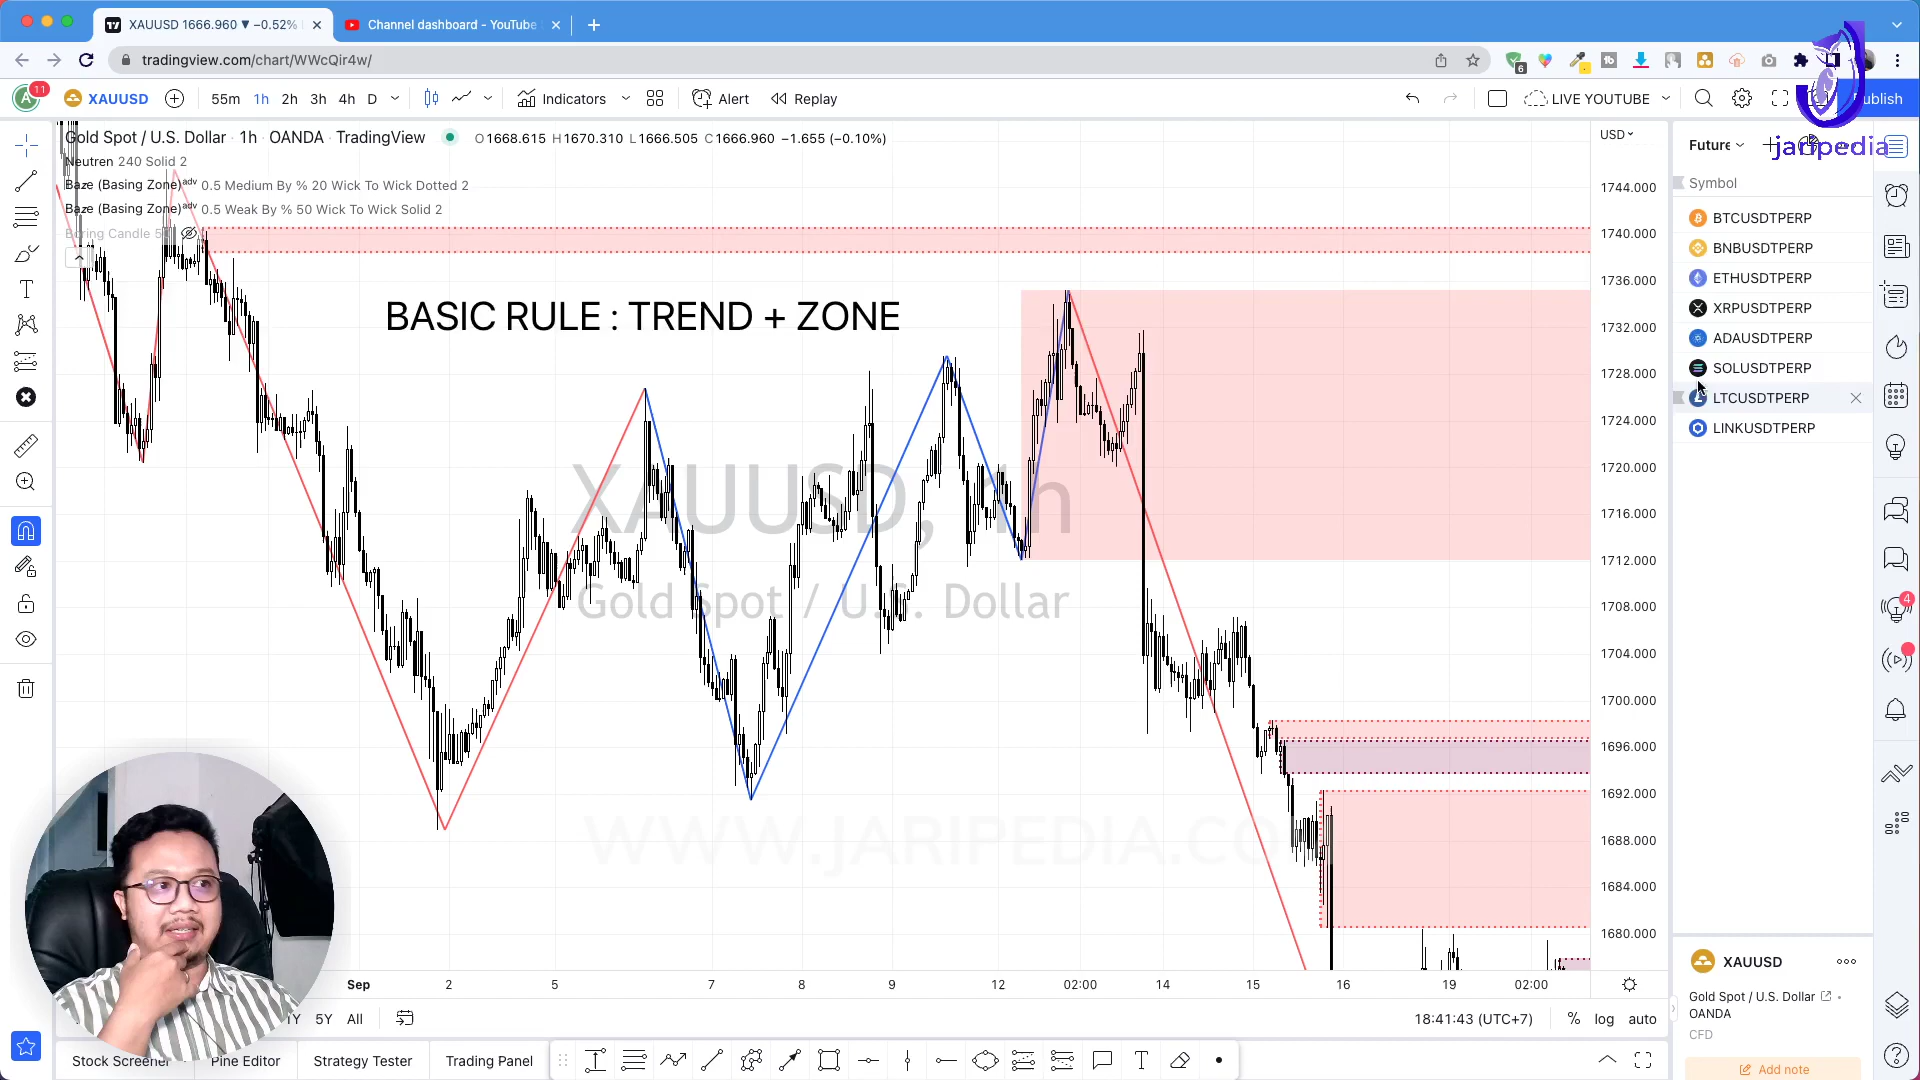 XAUUSD 1666.960 ▼ −0.52%
Channel dashboard - YouTube
tradingview.com/chart/WWcQir4w/
6
A
11
XAUUSD
55m
1h
2h
3h
4h
D
Indicators
Alert
Replay
LIVE YOUTUBE
Publish
jaripedia
Gold Spot / U.S. Dollar · 1h · OANDA · TradingView
O1668.615 H1670.310 L1666.505 C1666.960 −1.655 (−0.10%)
Neutren 240 Solid 2
Baze (Basing Zone)adv 0.5 Medium By % 20 Wick To Wick Dotted 2
Baze (Basing Zone)adv 0.5 Weak By % 50 Wick To Wick Solid 2
BASIC RULE : TREND + ZONE
XAUUSD, 1h
Gold Spot / U.S. Dollar
USD
1744.000
1740.000
1736.000
1732.000
1728.000
1724.000
1720.000
1716.000
1712.000
1708.000
1704.000
1700.000
1696.000
1692.000
1688.000
1684.000
1680.000
Sep
2
5
7
8
9
12
02:00
14
15
16
19
02:00
1Y
5Y
All
18:41:43 (UTC+7)
%
log
auto
Stock Screener
Pine Editor
Strategy Tester
Trading Panel
Future
Symbol
BTCUSDTPERP
BNBUSDTPERP
ETHUSDTPERP
XRPUSDTPERP
ADAUSDTPERP
SOLUSDTPERP
LTCUSDTPERP
LINKUSDTPERP
4
XAUUSD
Gold Spot / U.S. Dollar
OANDA
CFD
Add note